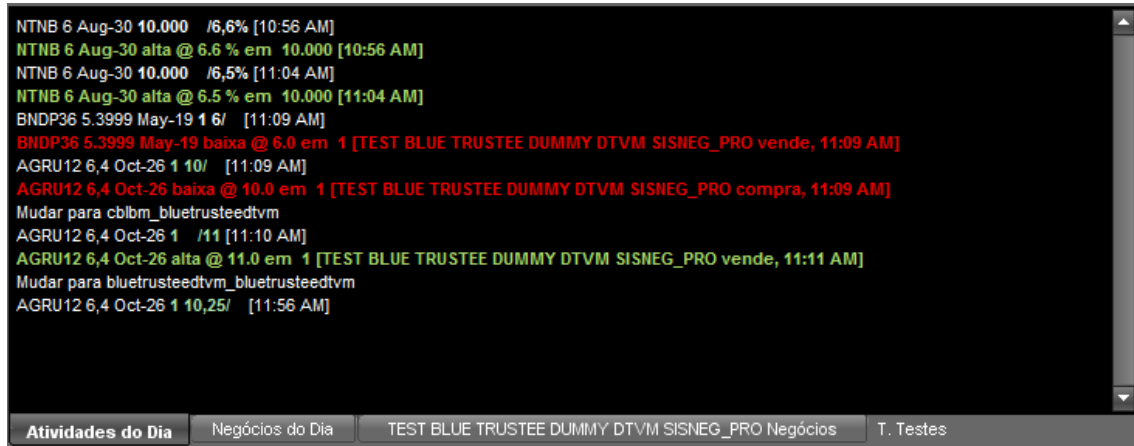 NTNB 6 Aug-30 10.000 /6,6% [10:56 AM]
NTNB 6 Aug-30 alta @ 6.6 % em 10.000 [10:56 AM]
NTNB 6 Aug-30 10.000 /6,5% [11:04 AM]
NTNB 6 Aug-30 alta @ 6.5 % em 10.000 [11:04 AM]
BNDP36 5.3999 May-19 1 6/ [11:09 AM]
BNDP36 5.3999 May-19 baixa @ 6.0 em 1 [TEST BLUE TRUSTEE DUMMY DTVM SISNEG_PRO vende, 11:09 AM]
AGRU12 6,4 Oct-26 1 10/ [11:09 AM]
AGRU12 6,4 Oct-26 baixa @ 10.0 em 1 [TEST BLUE TRUSTEE DUMMY DTVM SISNEG_PRO compra, 11:09 AM]
Mudar para cblbm_bluetrusteedtvm
AGRU12 6,4 Oct-26 1 /11 [11:10 AM]
AGRU12 6,4 Oct-26 alta @ 11.0 em 1 [TEST BLUE TRUSTEE DUMMY DTVM SISNEG_PRO vende, 11:11 AM]
Mudar para bluetrusteedtvm_bluetrusteedtvm
AGRU12 6,4 Oct-26 1 10,25/ [11:56 AM]
Atividades do Dia Negócios do Dia TEST BLUE TRUSTEE DUMMY DTVM SISNEG_PRO Negócios T. Testes